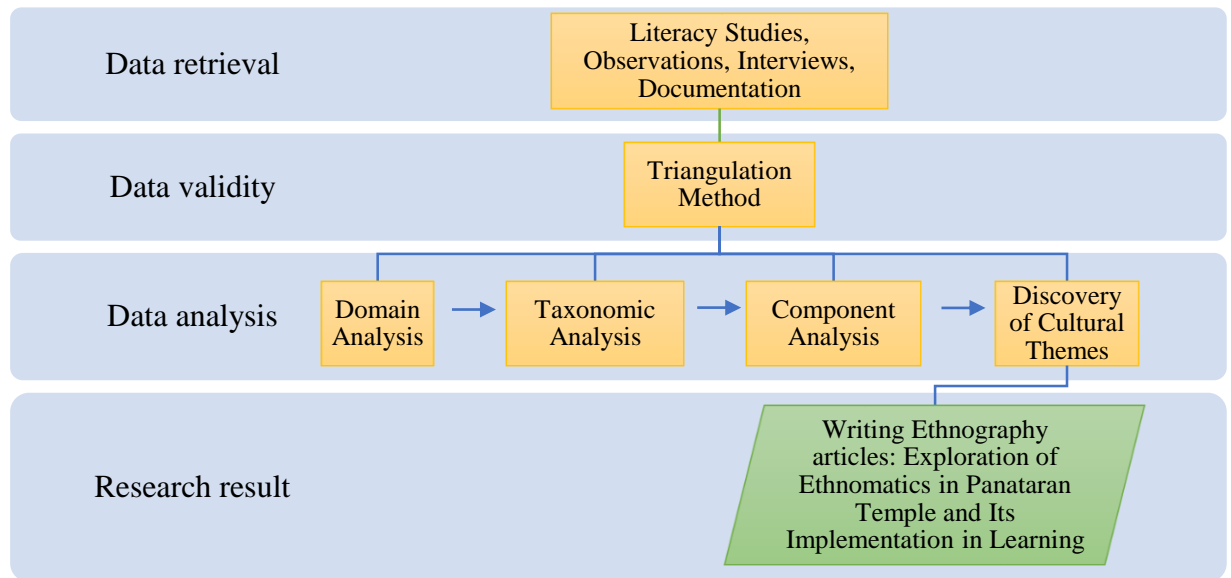 Data retrieval
Literacy Studies,
Observations, Interviews,
Documentation
Data validity
Triangulation
Method
Data analysis
Domain
Analysis
Taxonomic
Analysis
Component
Analysis
Discovery
of Cultural
Themes
Research result
Writing Ethnography
articles: Exploration of
Ethnomatics in Panataran
Temple and Its
Implementation in Learning